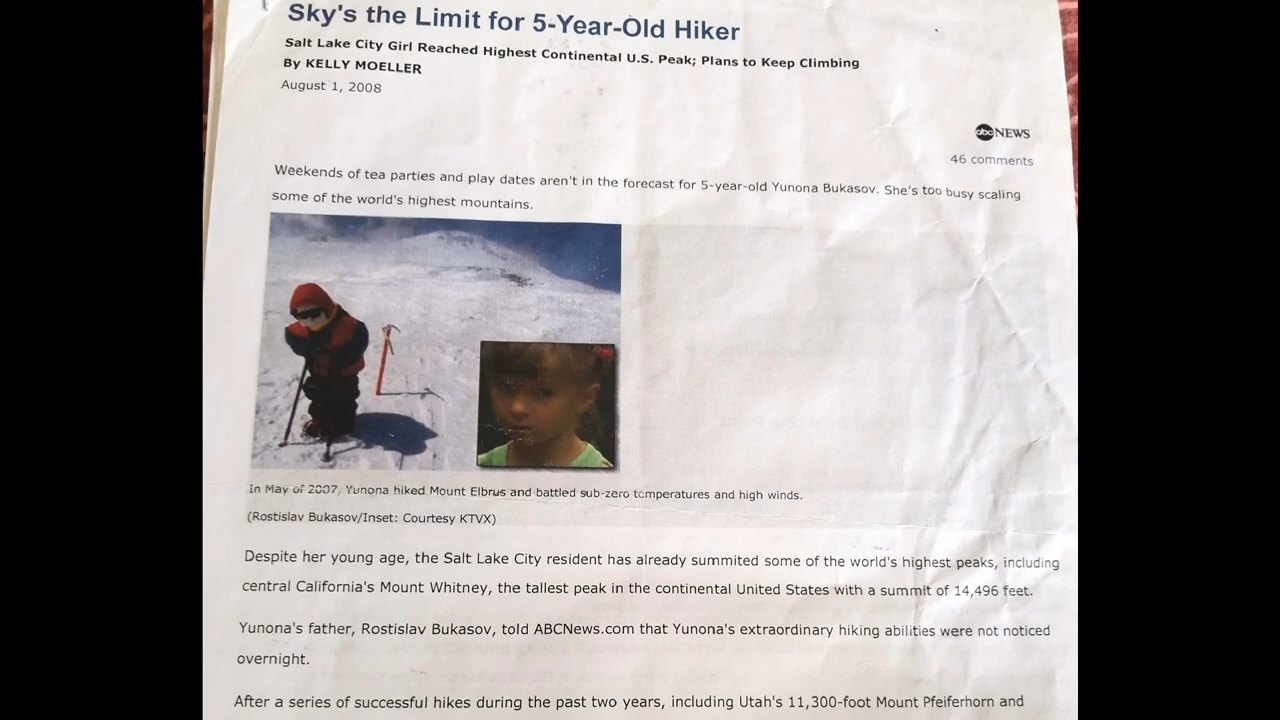 Sky's the Limit for 5-Year-Old Hiker
Salt Lake City Girl Reached Highest Continental U.S. Peak; Plans to Keep Climbing
By KELLY MOELLER
August 1, 2008
abc NEWS
46 comments
Weekends of tea parties and play dates aren't in the forecast for 5-year-old Yunona Bukasov. She's too busy scaling
some of the world's highest mountains.
In May of 2007, Yunona hiked Mount Elbrus and battled sub-zero temperatures and high winds.
(Rostislav Bukasov/Inset: Courtesy KTVX)
Despite her young age, the Salt Lake City resident has already summited some of the world's highest peaks, including
central California's Mount Whitney, the tallest peak in the continental United States with a summit of 14,496 feet.
Yunona's father, Rostislav Bukasov, told ABCNews.com that Yunona's extraordinary hiking abilities were not noticed
overnight.
After a series of successful hikes during the past two years, including Utah's 11,300-foot Mount Pfeiferhorn and